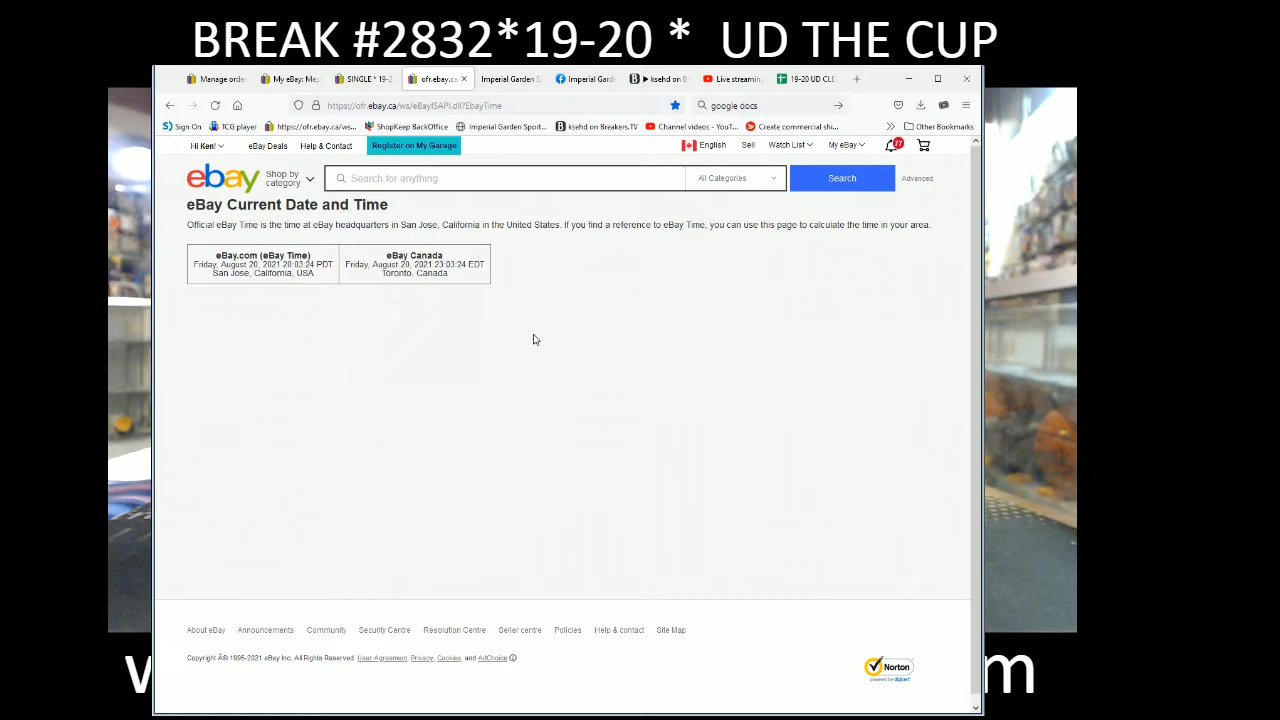 BREAK #2832*19-20 * UD THE CUP
Manage order
My eBay: Mes
SINGLE * 19-2
ofr.ebay.ca
Imperial Garden S
Imperial Garde
ksehd on B
Live streaming
19-20 UD CLE
https://ofr.ebay.ca/ws/eBayISAPI.dll?EbayTime
google docs
Sign On
TCG player
https://ofr.ebay.ca/ws...
ShopKeep BackOffice
Imperial Garden Sport...
ksehd on Breakers.TV
Channel videos - YouT...
Create commercial shi...
Other Bookmarks
Hi Ken!
eBay Deals
Help & Contact
Register on My Garage
English
Sell
Watch List
My eBay
ebay
Shop by
category
Search for anything
All Categories
Search
Advanced
eBay Current Date and Time
Official eBay Time is the time at eBay headquarters in San Jose, California in the United States. If you find a reference to eBay Time, you can use this page to calculate the time in your area.
eBay.com (eBay Time)
Friday, August 20, 2021 20:03:24 PDT
San Jose, California, USA
eBay Canada
Friday, August 20, 2021 23:03:24 EDT
Toronto, Canada
About eBay
Announcements
Community
Security Centre
Resolution Centre
Seller centre
Policies
Help & contact
Site Map
Copyright Â© 1995-2021 eBay Inc. All Rights Reserved. User Agreement, Privacy, Cookies, and AdChoice
Norton
powered by digicert